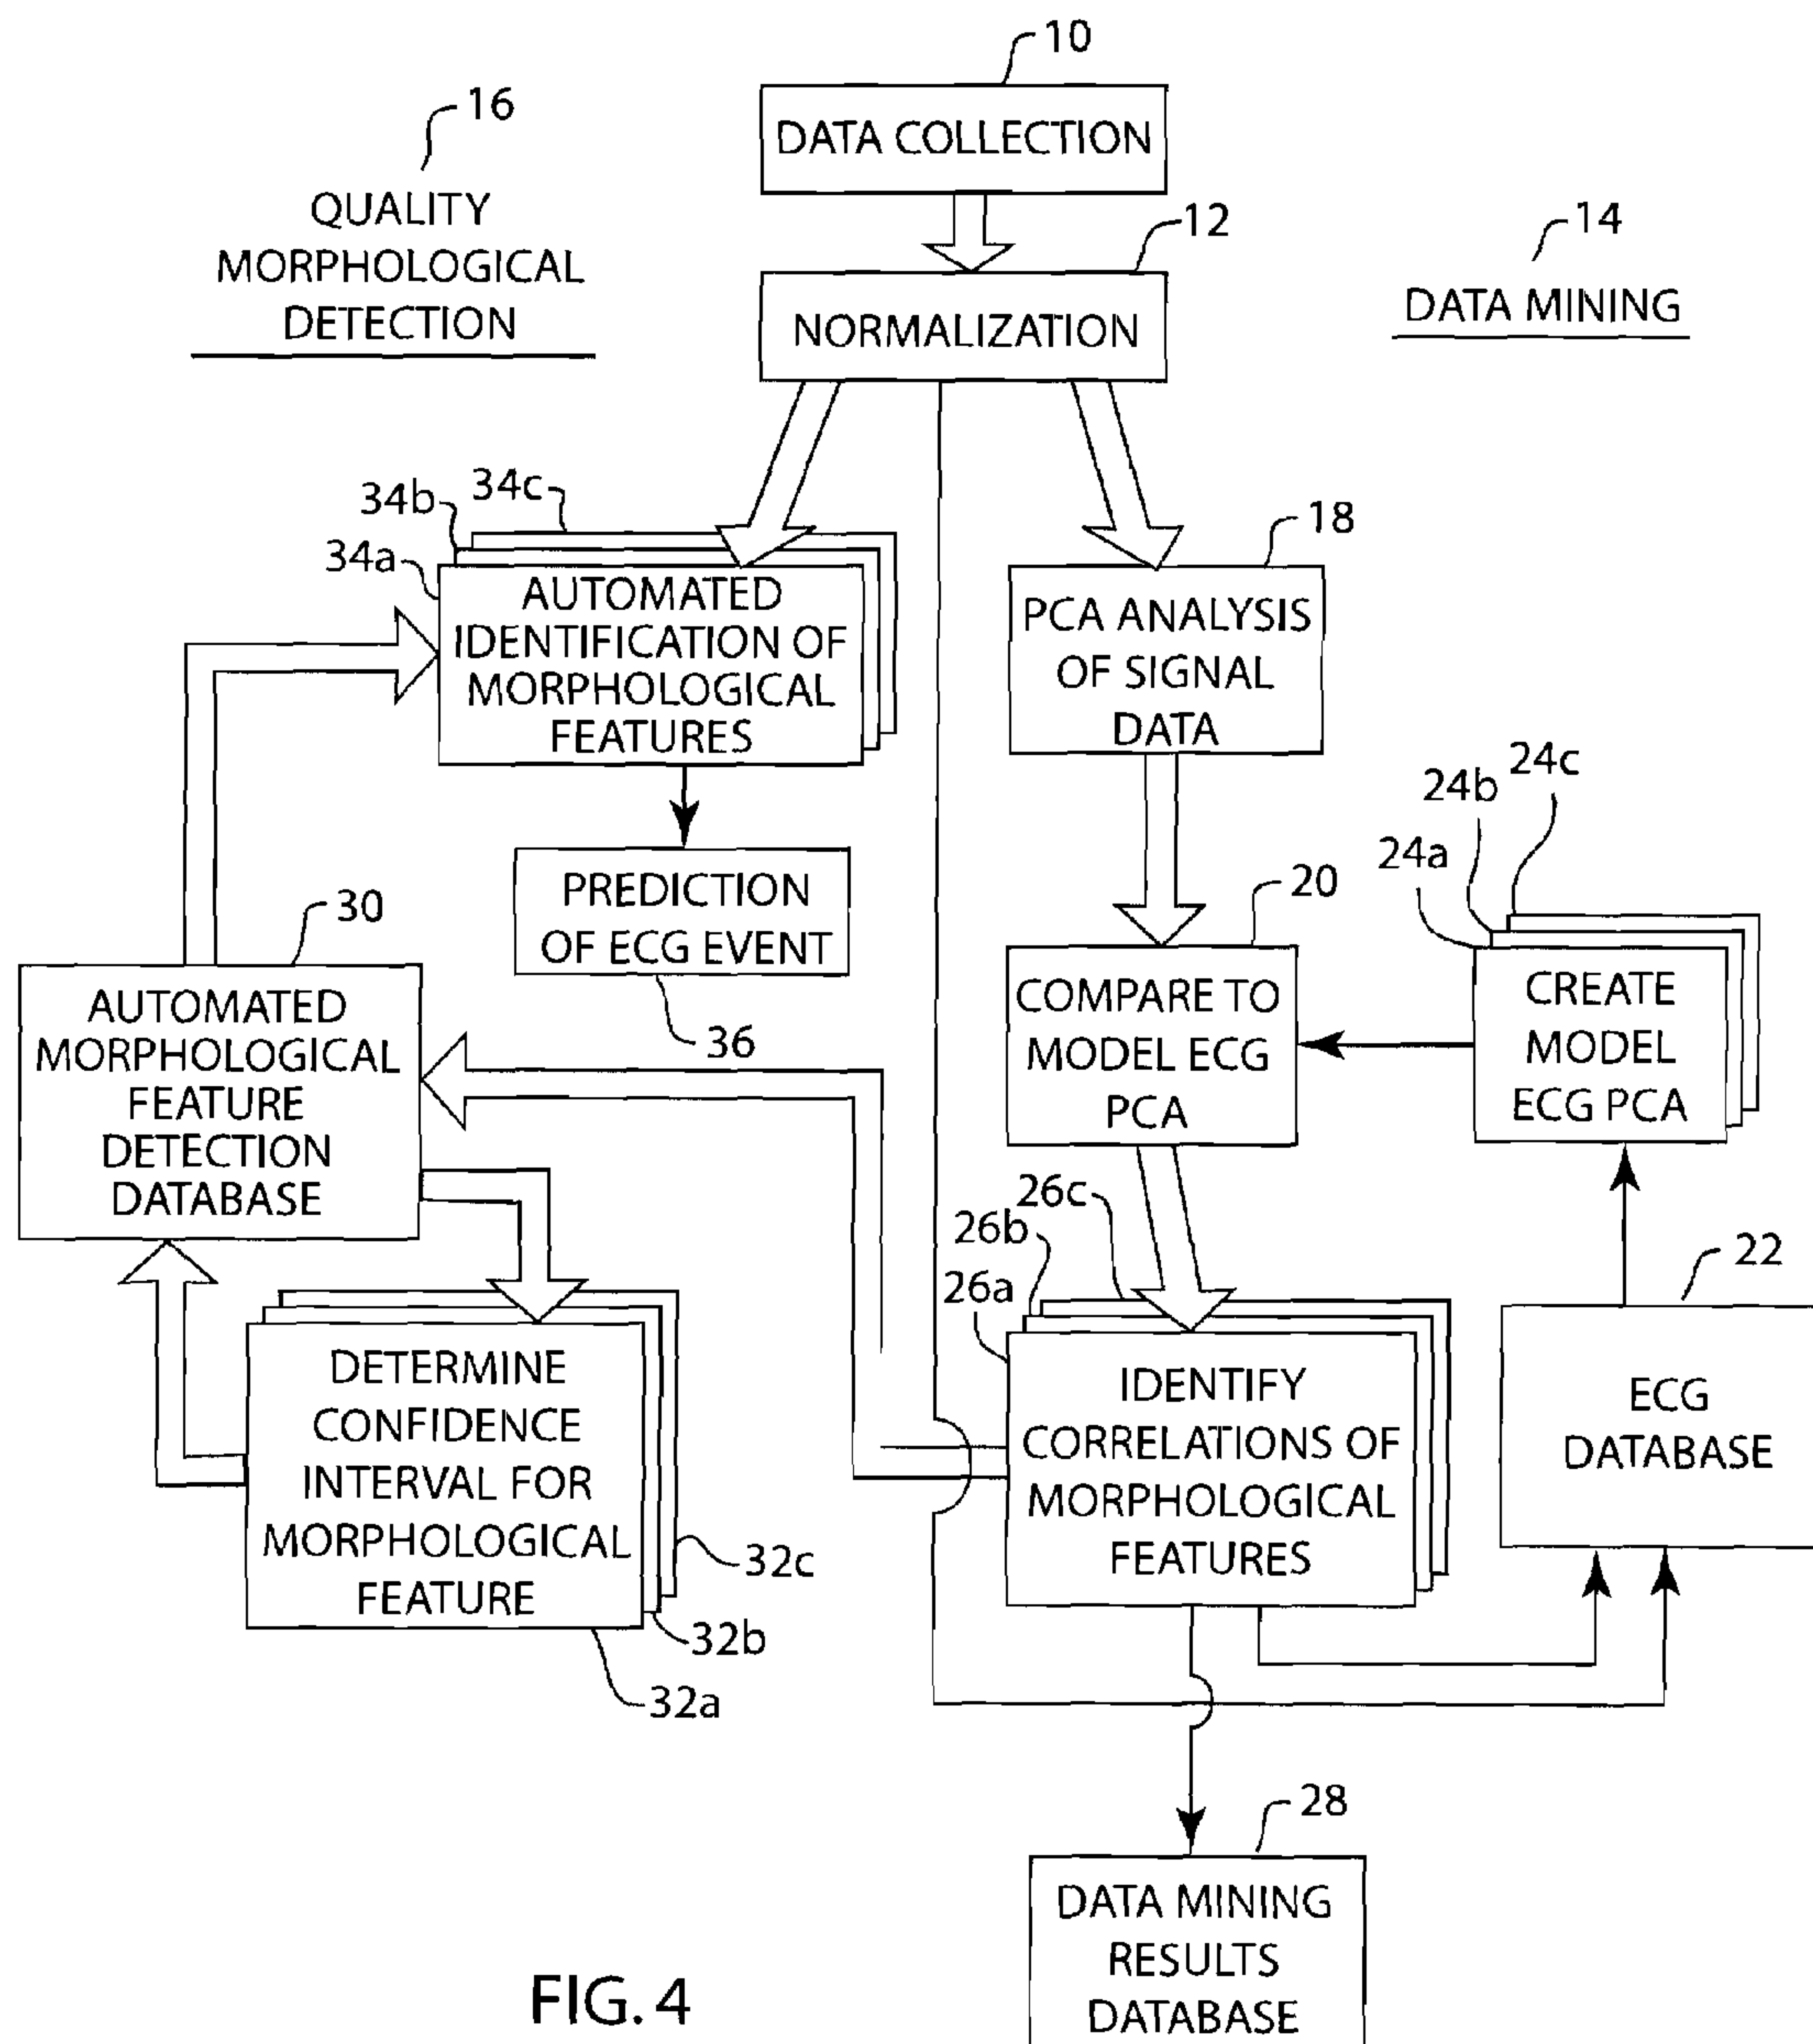 10
DATA COLLECTION
16
QUALITY
MORPHOLOGICAL
DETECTION
12
NORMALIZATION
14
DATA MINING
34c
34b
34a
AUTOMATED
IDENTIFICATION OF
MORPHOLOGICAL
FEATURES
18
PCA ANALYSIS
OF SIGNAL
DATA
PREDICTION
OF ECG EVENT
36
24c
24b
24a
CREATE
MODEL
ECG PCA
20
COMPARE TO
MODEL ECG
PCA
30
AUTOMATED
MORPHOLOGICAL
FEATURE
DETECTION
DATABASE
26c
26b
26a
IDENTIFY
CORRELATIONS OF
MORPHOLOGICAL
FEATURES
22
ECG
DATABASE
DETERMINE
CONFIDENCE
INTERVAL FOR
MORPHOLOGICAL
FEATURE
32c
32b
32a
28
DATA MINING
RESULTS
DATABASE
FIG. 4